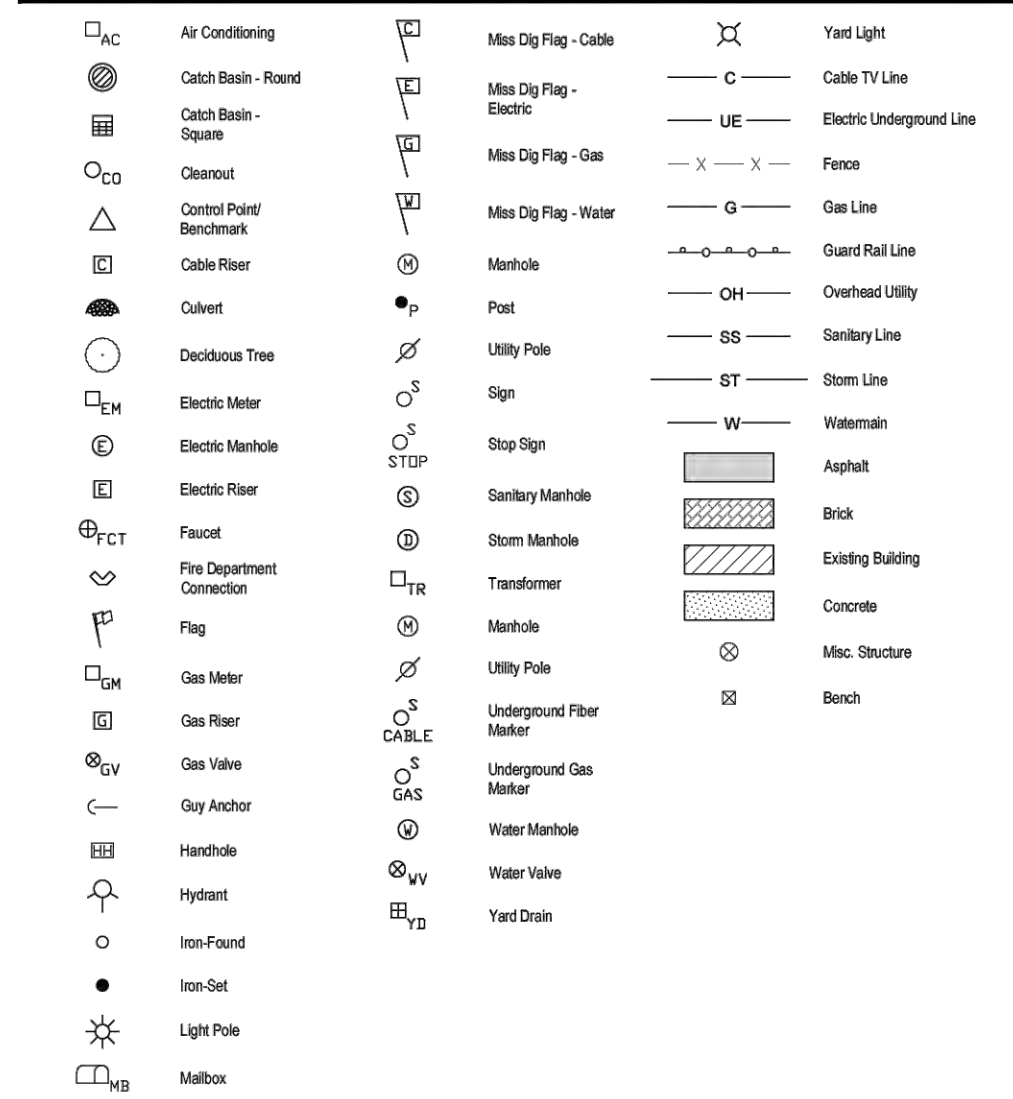 AC Air Conditioning
Catch Basin - Round
Catch Basin -
Square
CO Cleanout
Control Point/
Benchmark
C Cable Riser
Culvert
Deciduous Tree
EM Electric Meter
E Electric Manhole
E Electric Riser
FCT Faucet
Fire Department
Connection
Flag
GM Gas Meter
G Gas Riser
GV Gas Valve
Guy Anchor
HH Handhole
Hydrant
Iron-Found
Iron-Set
Light Pole
MB Mailbox
C Miss Dig Flag - Cable
E Miss Dig Flag -
Electric
G Miss Dig Flag - Gas
W Miss Dig Flag - Water
M Manhole
P Post
Utility Pole
S Sign
S
STOP Stop Sign
S Sanitary Manhole
D Storm Manhole
TR Transformer
M Manhole
Utility Pole
S Underground Fiber
CABLE Marker
S Underground Gas
GAS Marker
W Water Manhole
WV Water Valve
YD Yard Drain
Yard Light
C Cable TV Line
UE Electric Underground Line
X X Fence
G Gas Line
Guard Rail Line
OH Overhead Utility
SS Sanitary Line
ST Storm Line
W Watermain
Asphalt
Brick
Existing Building
Concrete
Misc. Structure
Bench